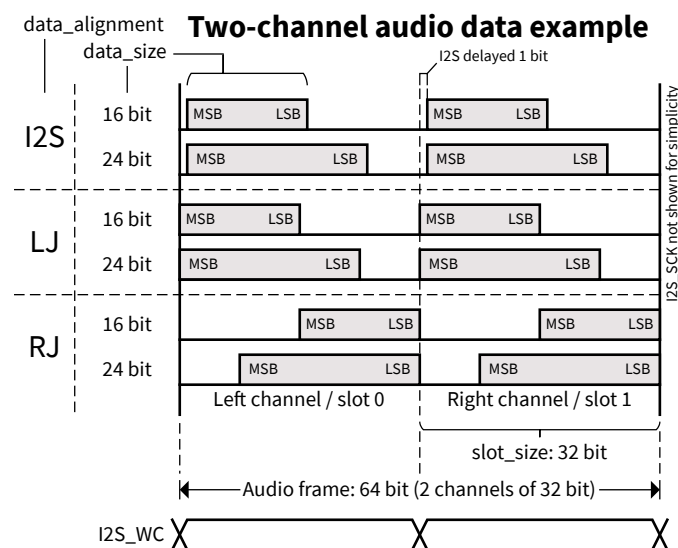 data_alignment
Two-channel audio data example
data_size
I2S delayed 1 bit
I2S
16 bit
MSB LSB MSB LSB
24 bit
MSB LSB MSB LSB
LJ
16 bit
MSB LSB MSB LSB
24 bit
MSB LSB MSB LSB
RJ
16 bit
MSB LSB MSB LSB
24 bit
MSB LSB MSB LSB
I2S_SCK not shown for simplicity
Left channel / slot 0 Right channel / slot 1
slot_size: 32 bit
Audio frame: 64 bit (2 channels of 32 bit)
I2S_WC